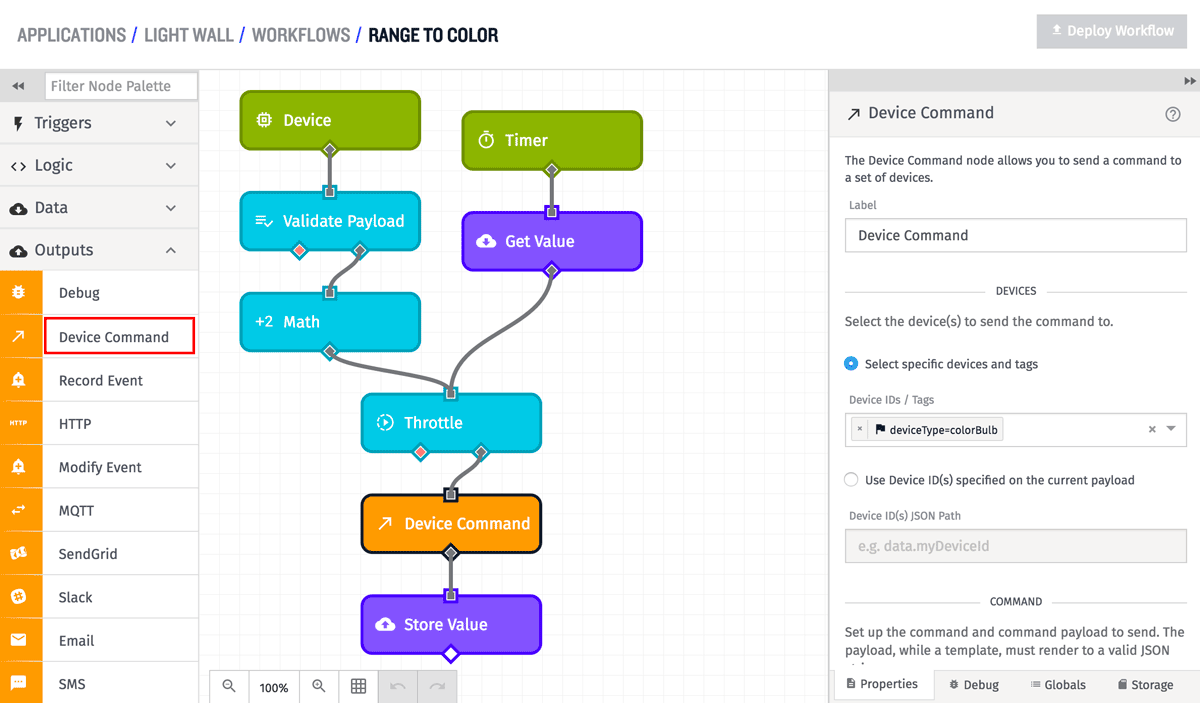 APPLICATIONS / LIGHT WALL / WORKFLOWS / RANGE TO COLOR
Deploy Workflow
Filter Node Palette
Triggers
Logic
Data
Outputs
Debug
Device Command
Record Event
HTTP
HTTP
Modify Event
MQTT
SendGrid
Slack
Email
SMS
Device
Timer
Validate Payload
Get Value
+2 Math
Throttle
Device Command
Store Value
100%
Device Command
The Device Command node allows you to send a command to
a set of devices.
Label
Device Command
DEVICES
Select the device(s) to send the command to.
Select specific devices and tags
Device IDs / Tags
× deviceType=colorBulb ×
Use Device ID(s) specified on the current payload
Device ID(s) JSON Path
e.g. data.myDeviceId
COMMAND
Set up the command and command payload to send. The
payload, while a template, must render to a valid JSON
Properties
Debug
Globals
Storage